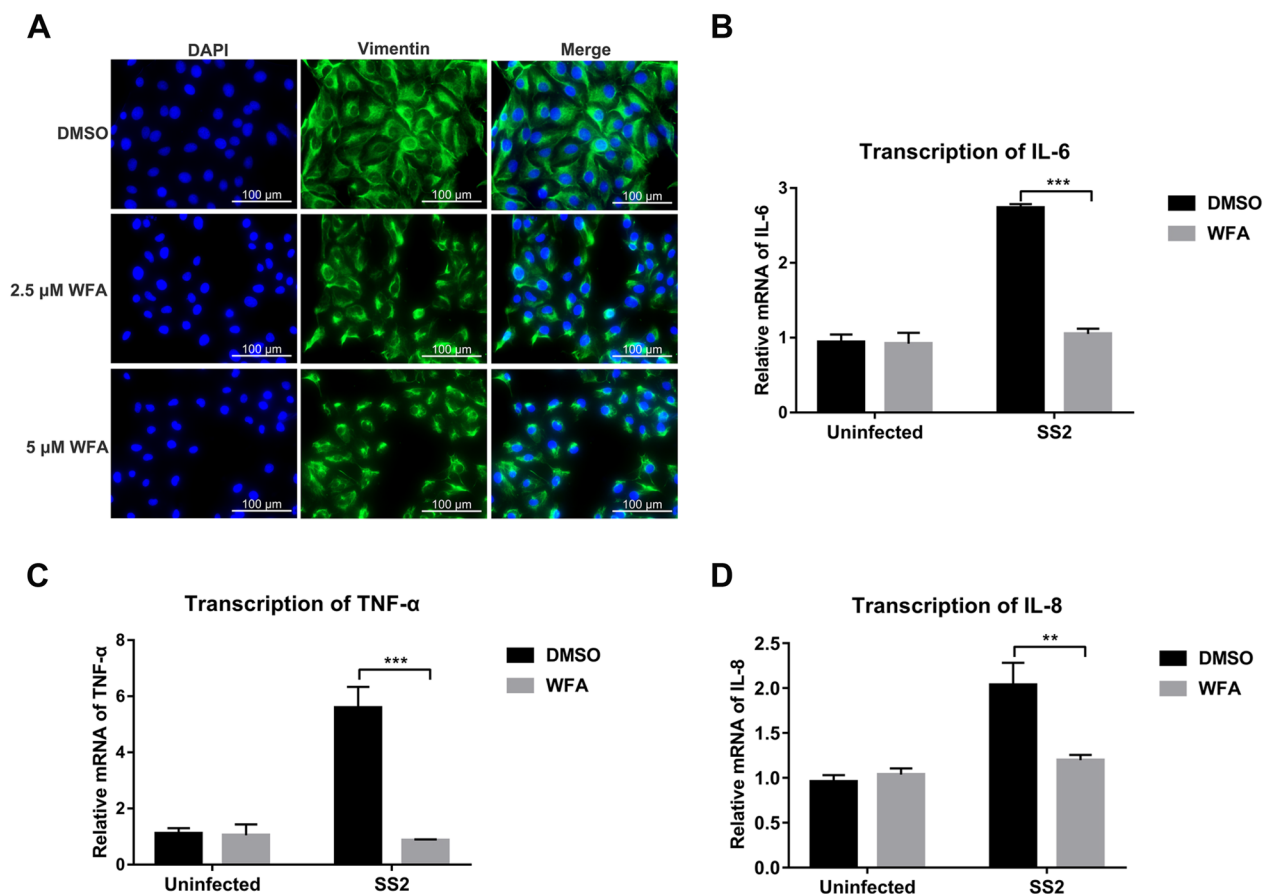 A
DAPI Vimentin Merge
DMSO
100 µm 100 µm 100 µm
2.5 µM WFA
100 µm 100 µm 100 µm
5 µM WFA
100 µm 100 µm 100 µm
B
Transcription of IL-6
Relative mRNA of IL-6
3
2
1
0
***
Uninfected SS2
DMSO
WFA
C
Transcription of TNF-α
Relative mRNA of TNF-α
8
6
4
2
0
***
Uninfected SS2
DMSO
WFA
D
Transcription of IL-8
Relative mRNA of IL-8
2.5
2.0
1.5
1.0
0.5
0.0
**
Uninfected SS2
DMSO
WFA